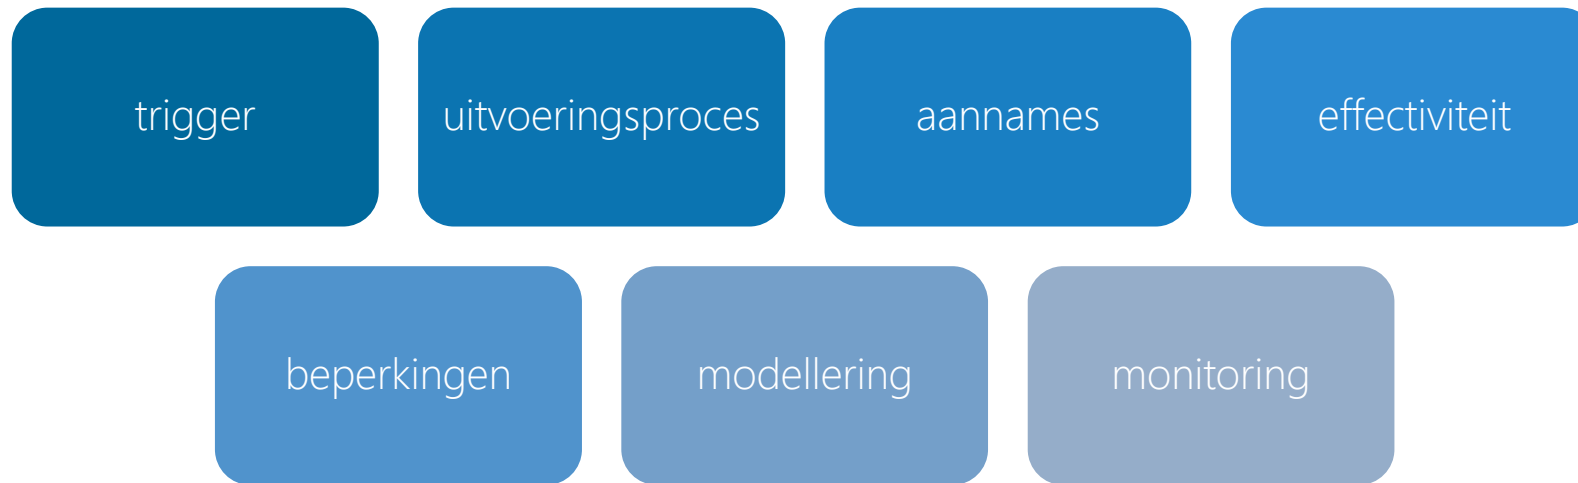 trigger
uitvoeringsproces
aannames
effectiviteit
beperkingen
modellering
monitoring